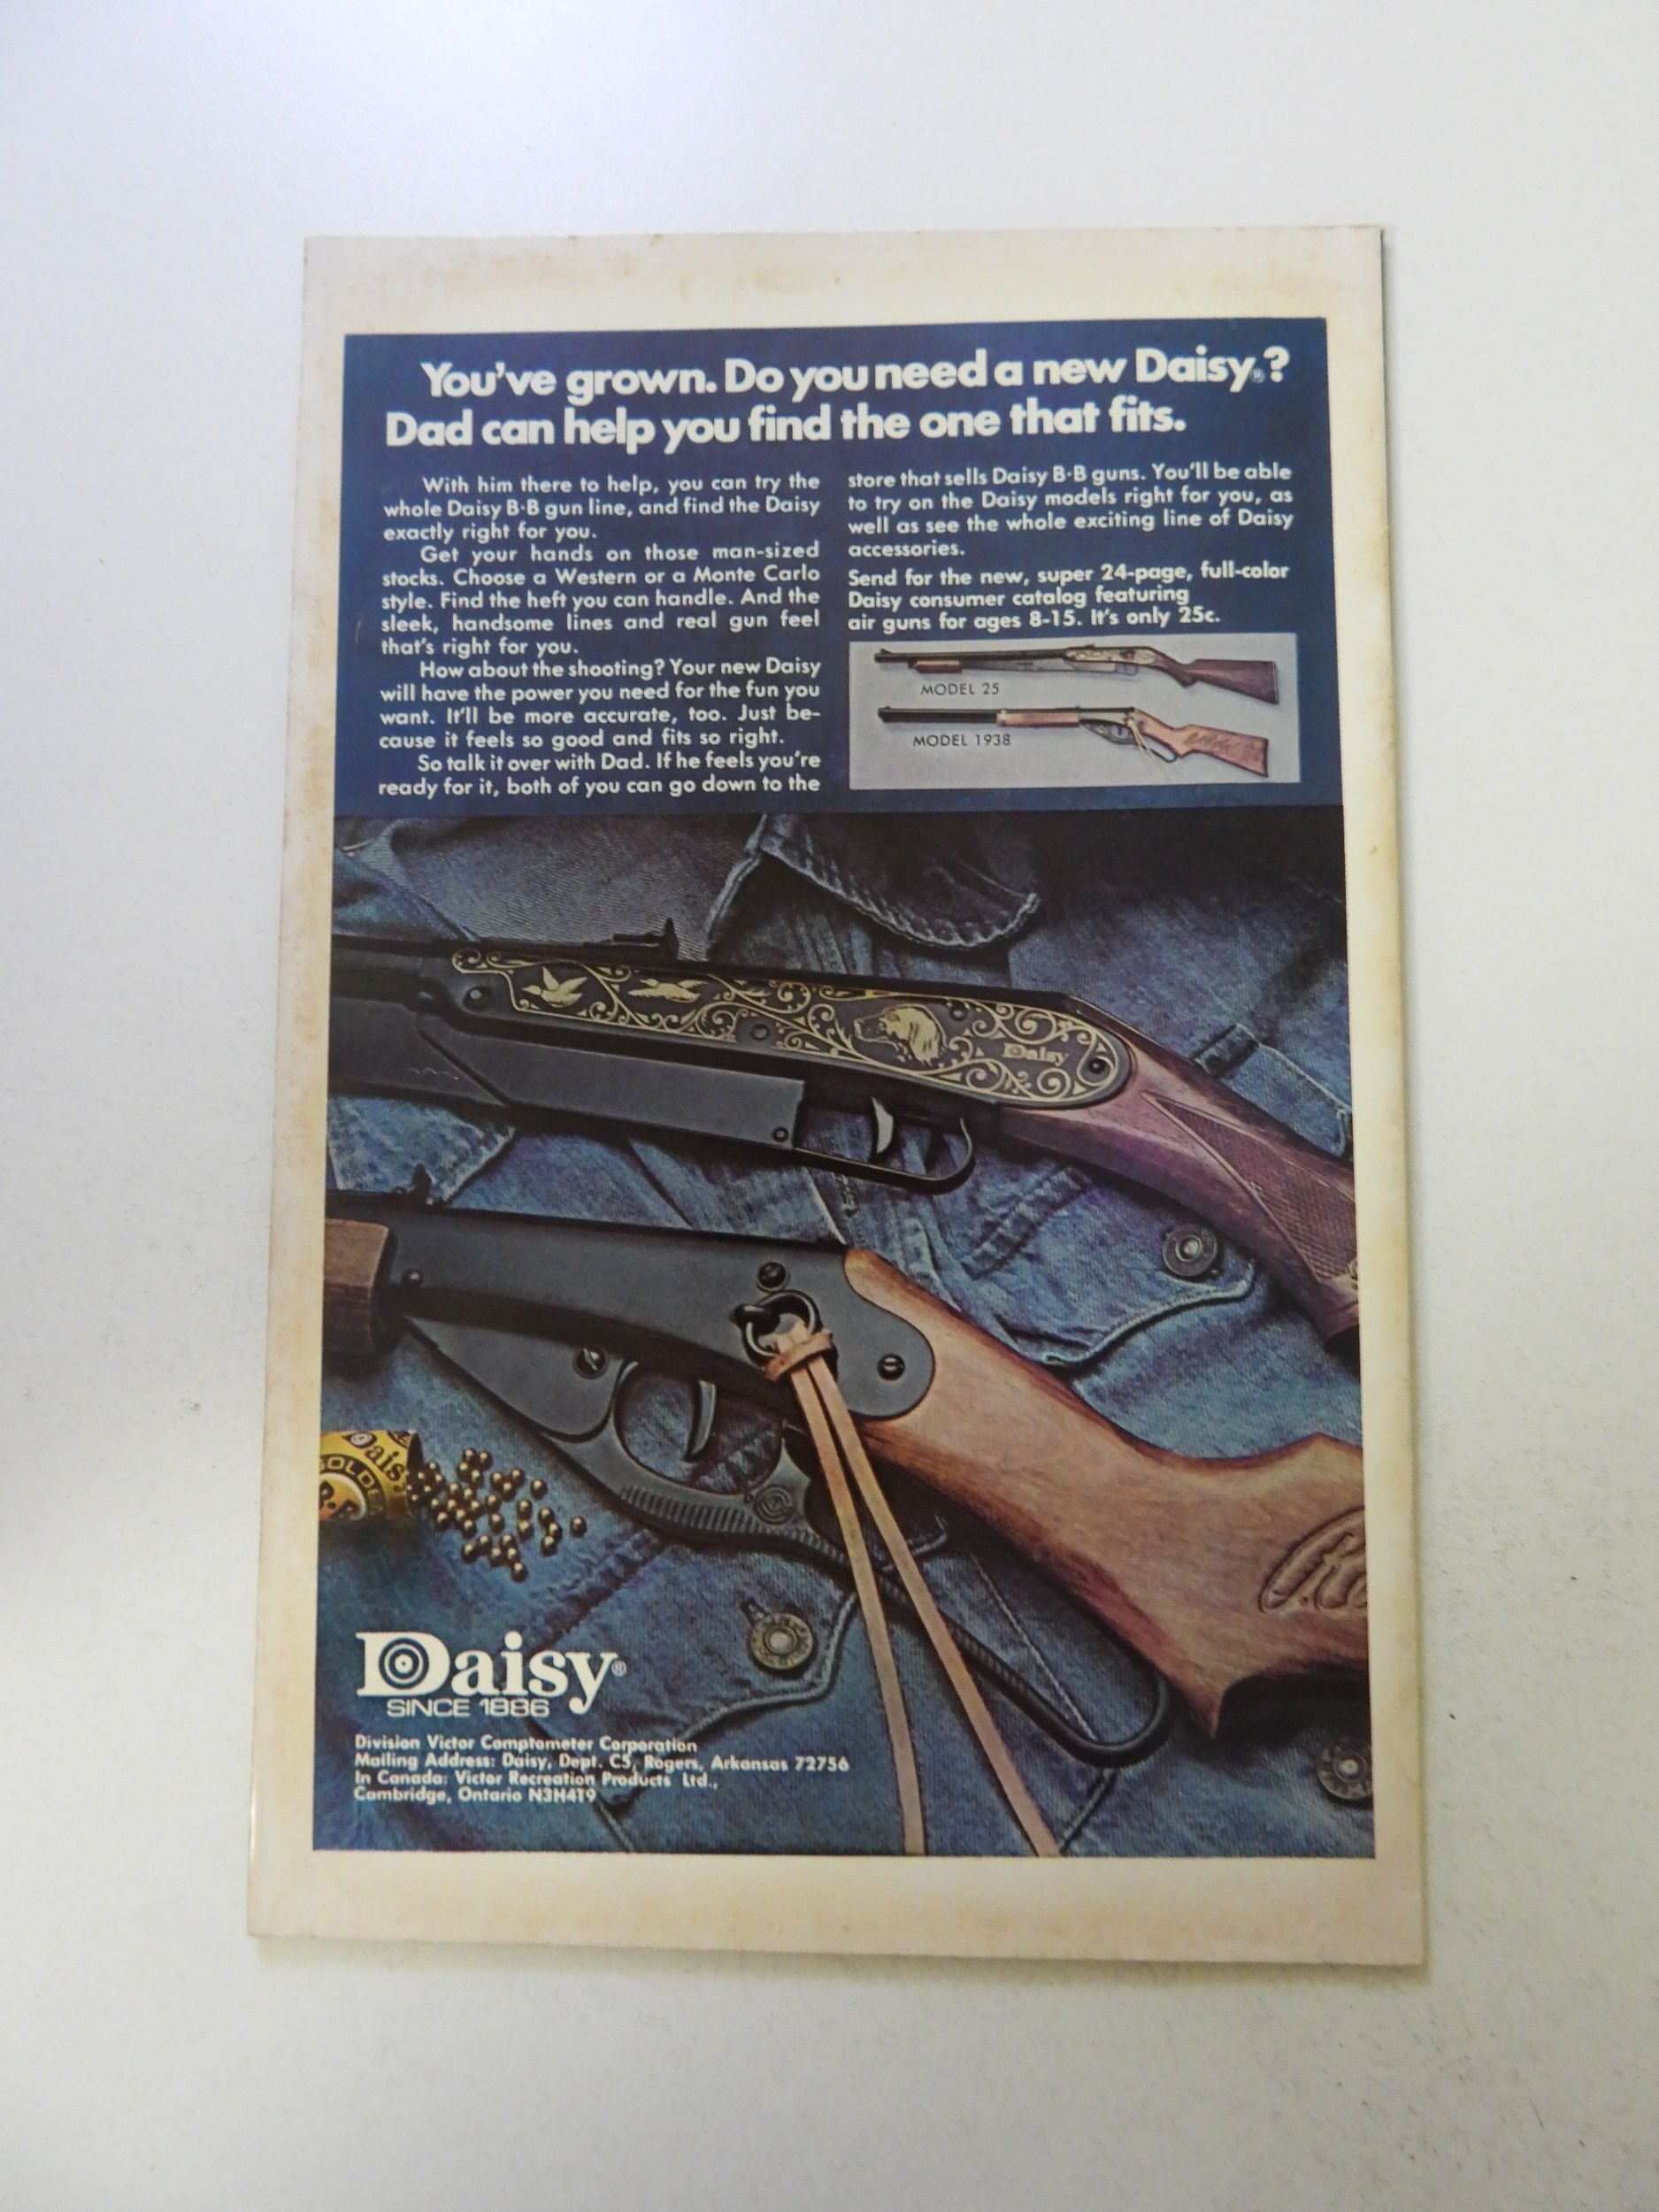 You've grown. Do you need a new Daisy®?
Dad can help you find the one that fits.
With him there to help, you can try the
whole Daisy B·B gun line, and find the Daisy
exactly right for you.
Get your hands on those man-sized
stocks. Choose a Western or a Monte Carlo
style. Find the heft you can handle. And the
sleek, handsome lines and real gun feel
that's right for you.
How about the shooting? Your new Daisy
will have the power you need for the fun you
want. It'll be more accurate, too. Just be-
cause it feels so good and fits so right.
So talk it over with Dad. If he feels you're
ready for it, both of you can go down to the
store that sells Daisy B·B guns. You'll be able
to try on the Daisy models right for you, as
well as see the whole exciting line of Daisy
accessories.
Send for the new, super 24-page, full-color
Daisy consumer catalog featuring
air guns for ages 8-15. It's only 25c.
MODEL 25
MODEL 1938
Daisy
Daisy
Daisy®
SINCE 1886
Division Victor Comptometer Corporation
Mailing Address: Daisy, Dept. C5, Rogers, Arkansas 72756
In Canada: Victor Recreation Products Ltd.,
Cambridge, Ontario N3H4T9